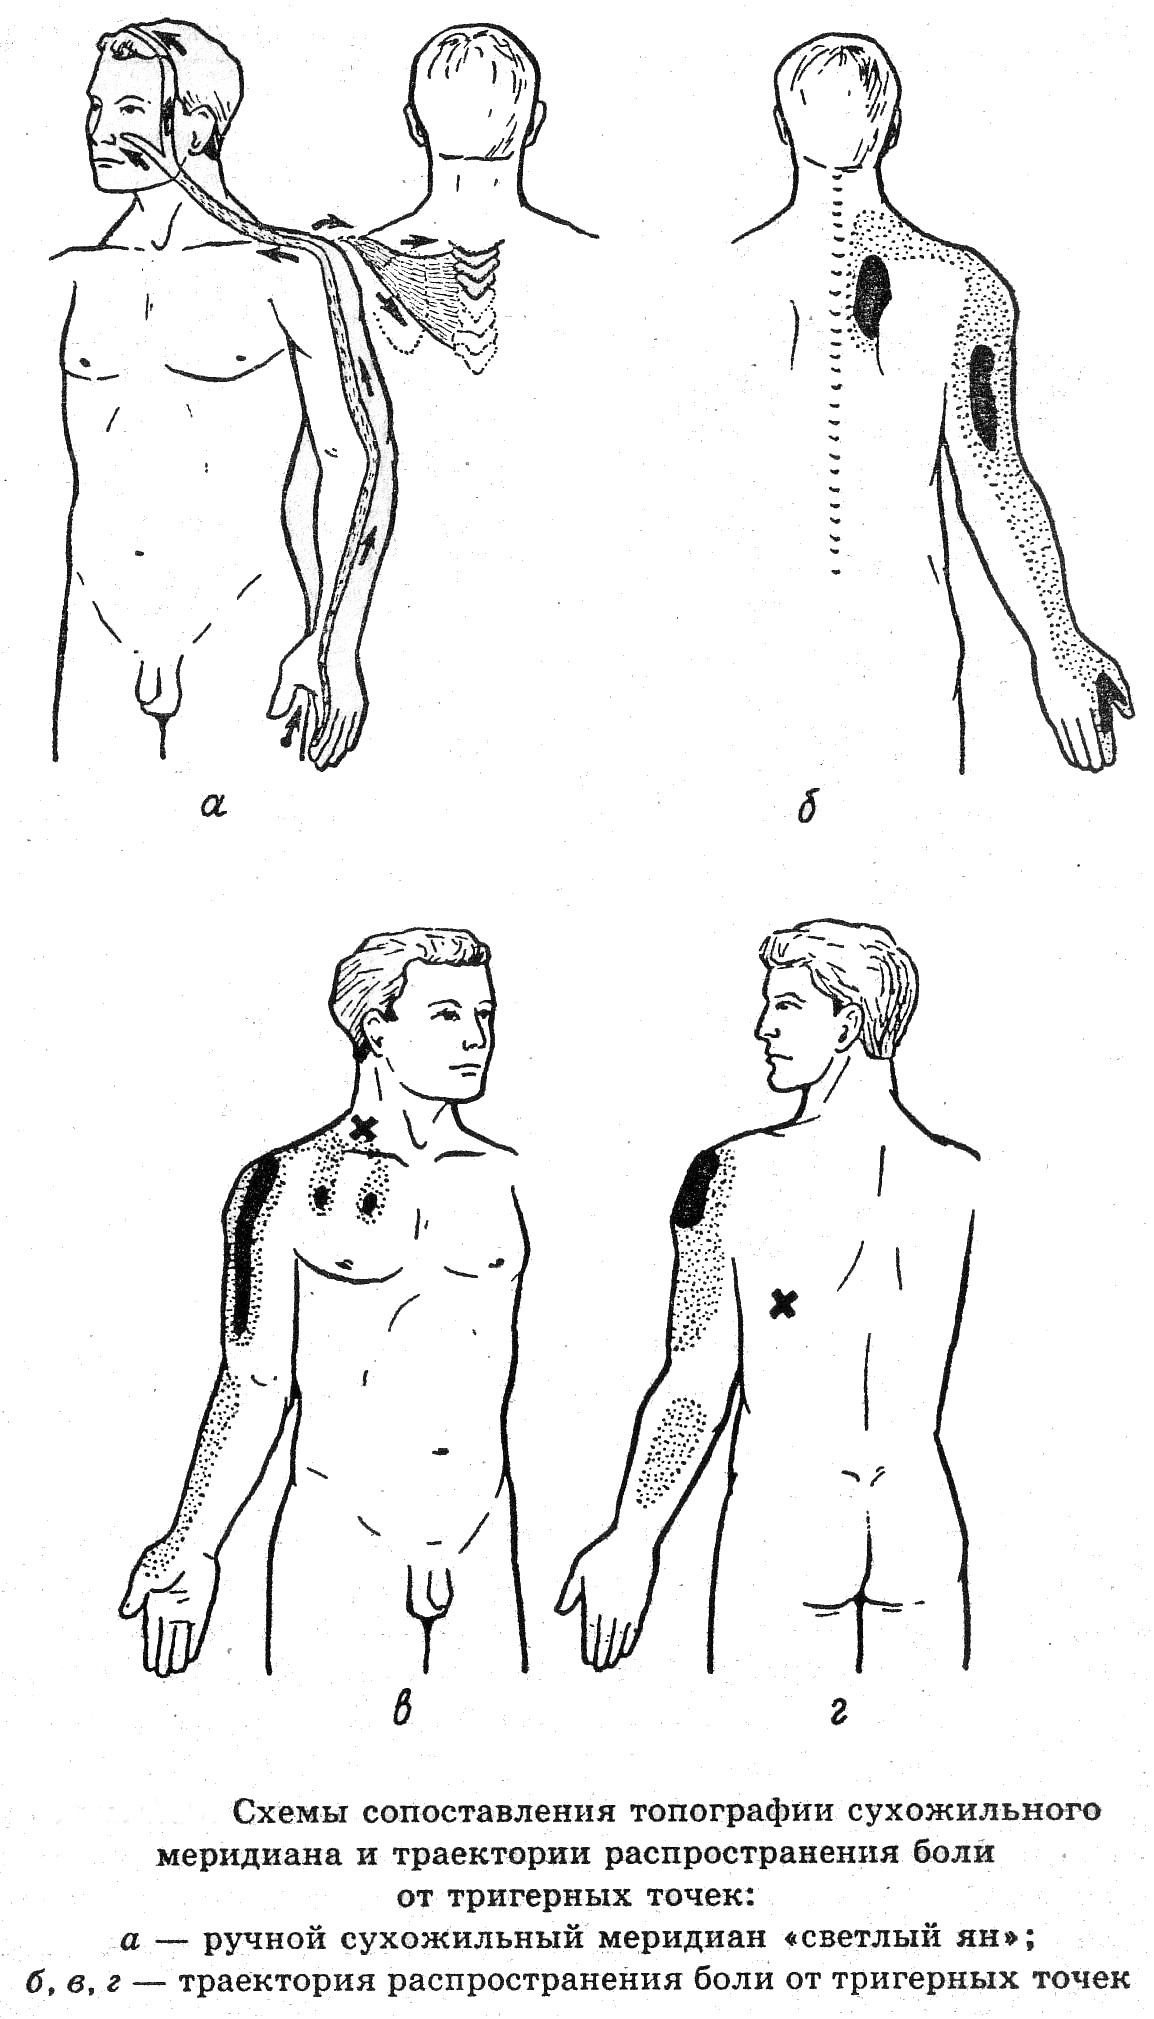 а
б
в
г
Схемы сопоставления топографии сухожильного
меридиана и траектории распространения боли
от тригерных точек:
а — ручной сухожильный меридиан «светлый ян»;
б, в, г — траектория распространения боли от тригерных точек